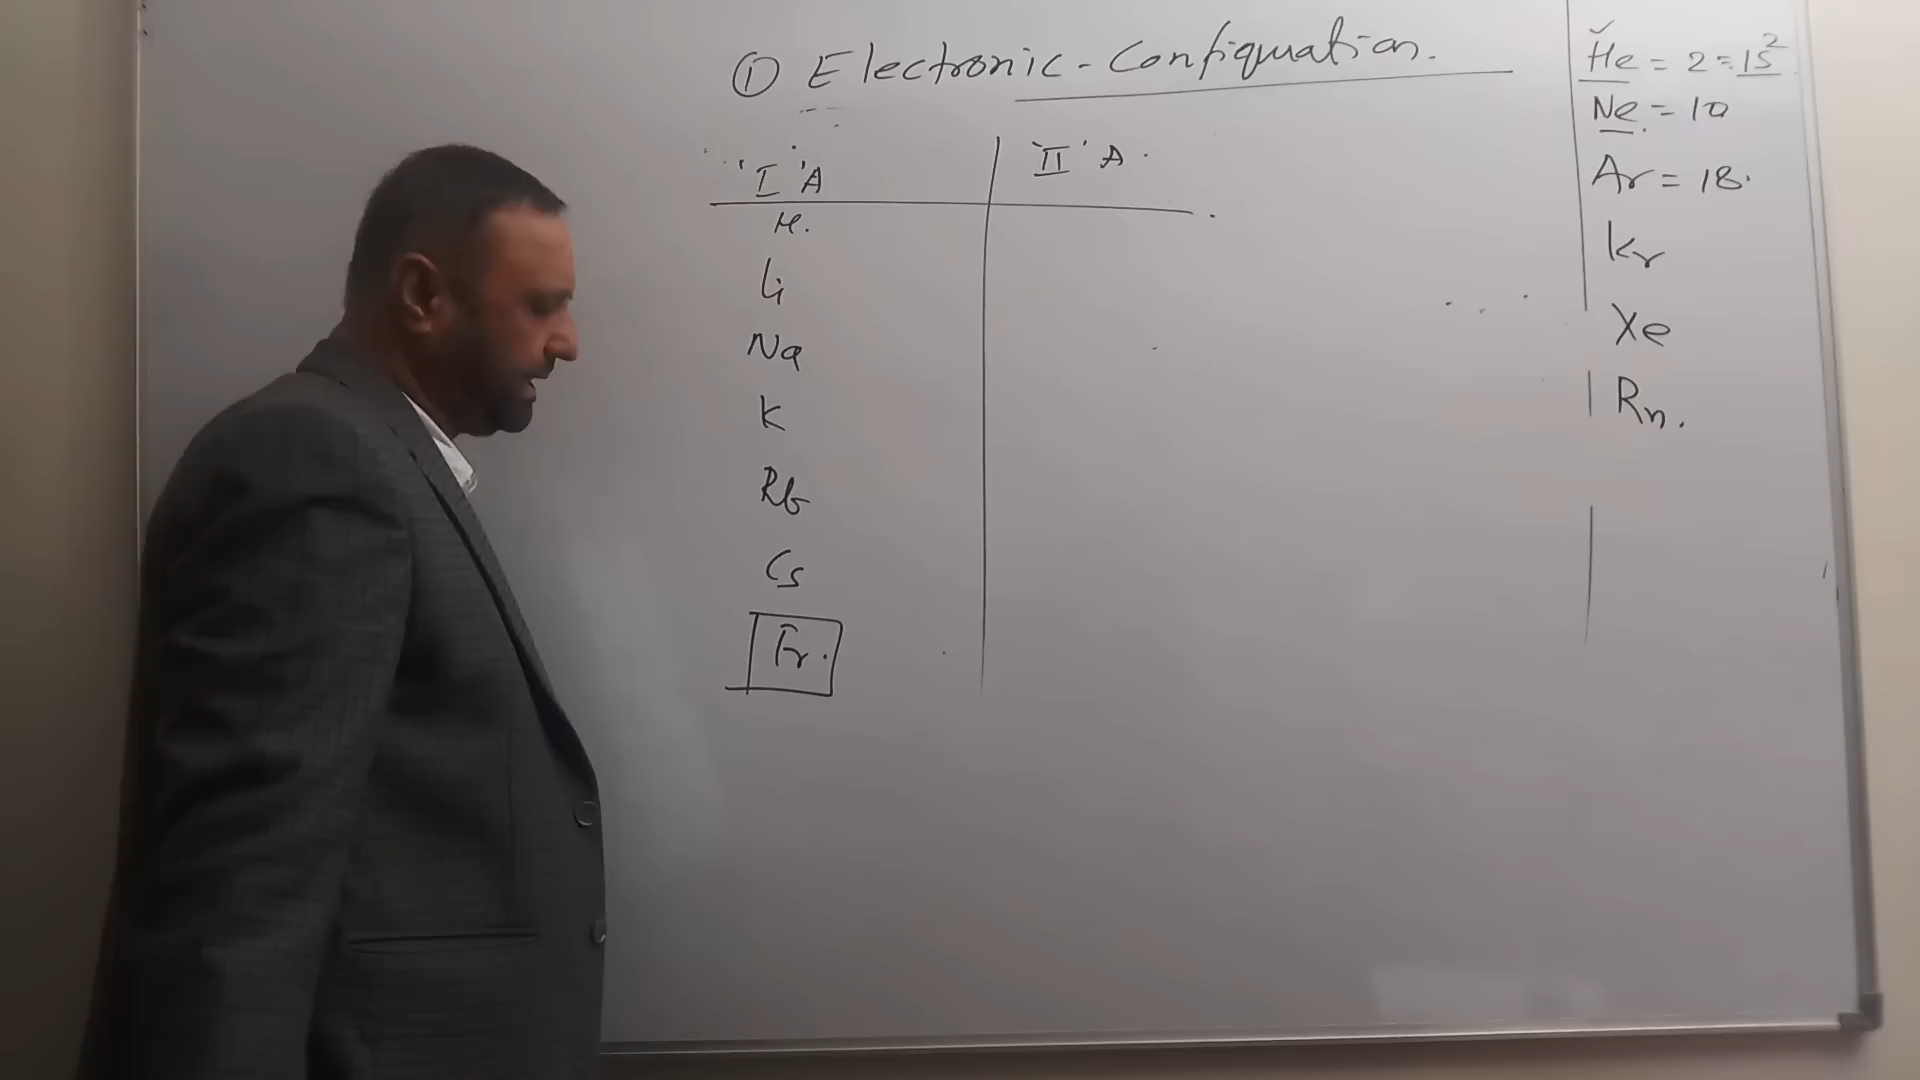 ① Electronic - Configuration.
'I'A
'II'A.
H.
Li
Na
K
Rb
Cs
Fr.
He = 2 = 1S²
Ne = 10
Ar = 18.
Kr
Xe
Rn.